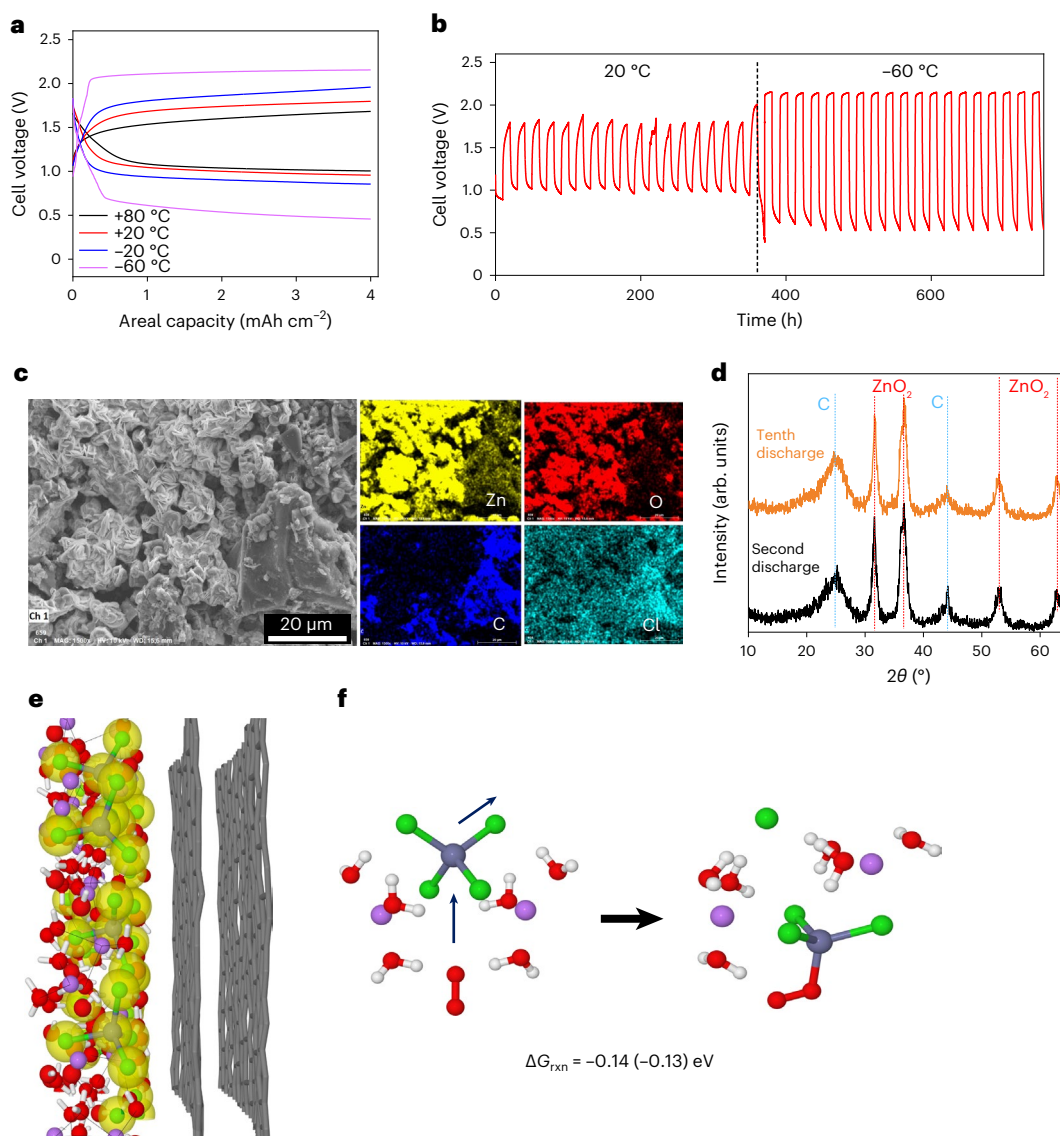 a
2.5
2.0
1.5
1.0
0.5
0
Cell voltage (V)
+80 °C
+20 °C
−20 °C
−60 °C
0
1
2
3
4
Areal capacity (mAh cm⁻²)
b
2.5
2.0
1.5
1.0
0.5
0
Cell voltage (V)
20 °C
−60 °C
0
200
400
600
Time (h)
c
Ch 1
20 µm
Zn
O
C
Cl
d
ZnO₂
ZnO₂
C
C
Tenth
discharge
Second
discharge
Intensity (arb. units)
10
20
30
40
50
60
2θ (°)
e
f
ΔG_rxn = −0.14 (−0.13) eV